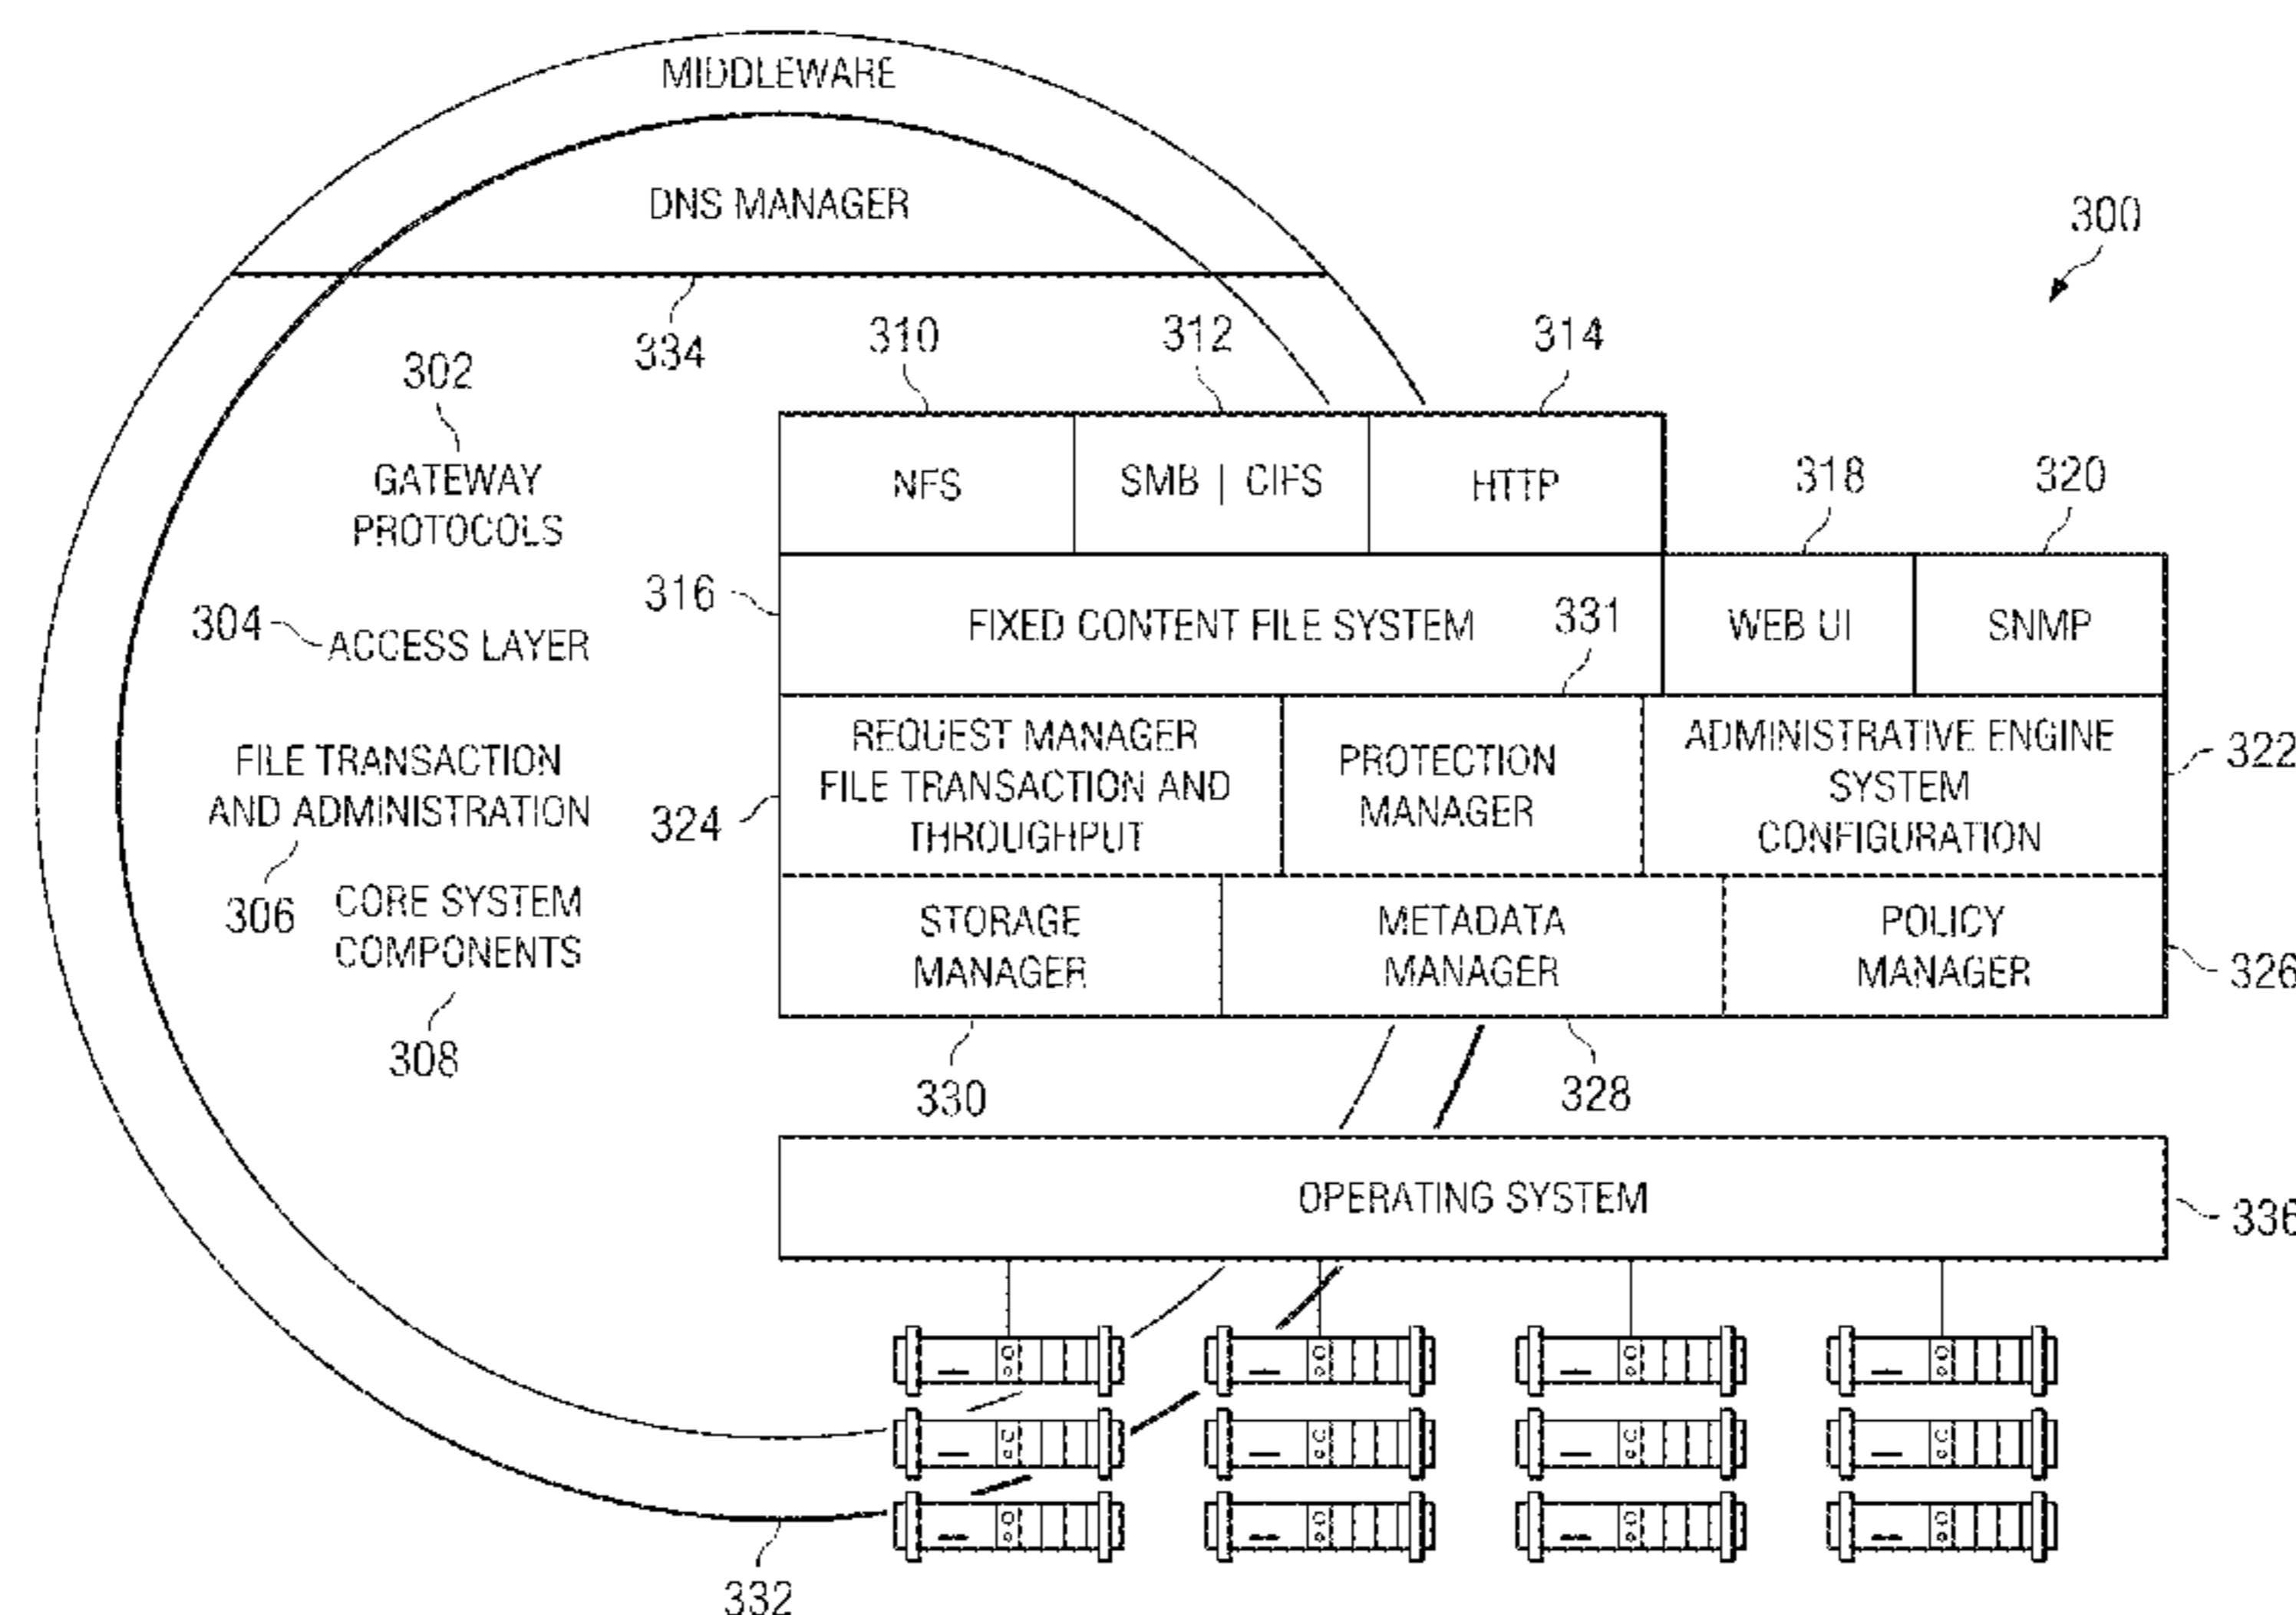 MIDDLEWARE
DNS MANAGER
300
334
310
312
314
302
GATEWAY
PROTOCOLS
NFS
SMB | CIFS
HTTP
318
320
304
ACCESS LAYER
316
FIXED CONTENT FILE SYSTEM
331
WEB UI
SNMP
FILE TRANSACTION
AND ADMINISTRATION
306
324
REQUEST MANAGER
FILE TRANSACTION AND
THROUGHPUT
PROTECTION
MANAGER
ADMINISTRATIVE ENGINE
SYSTEM
CONFIGURATION
322
CORE SYSTEM
COMPONENTS
308
STORAGE
MANAGER
METADATA
MANAGER
POLICY
MANAGER
326
330
328
OPERATING SYSTEM
336
332